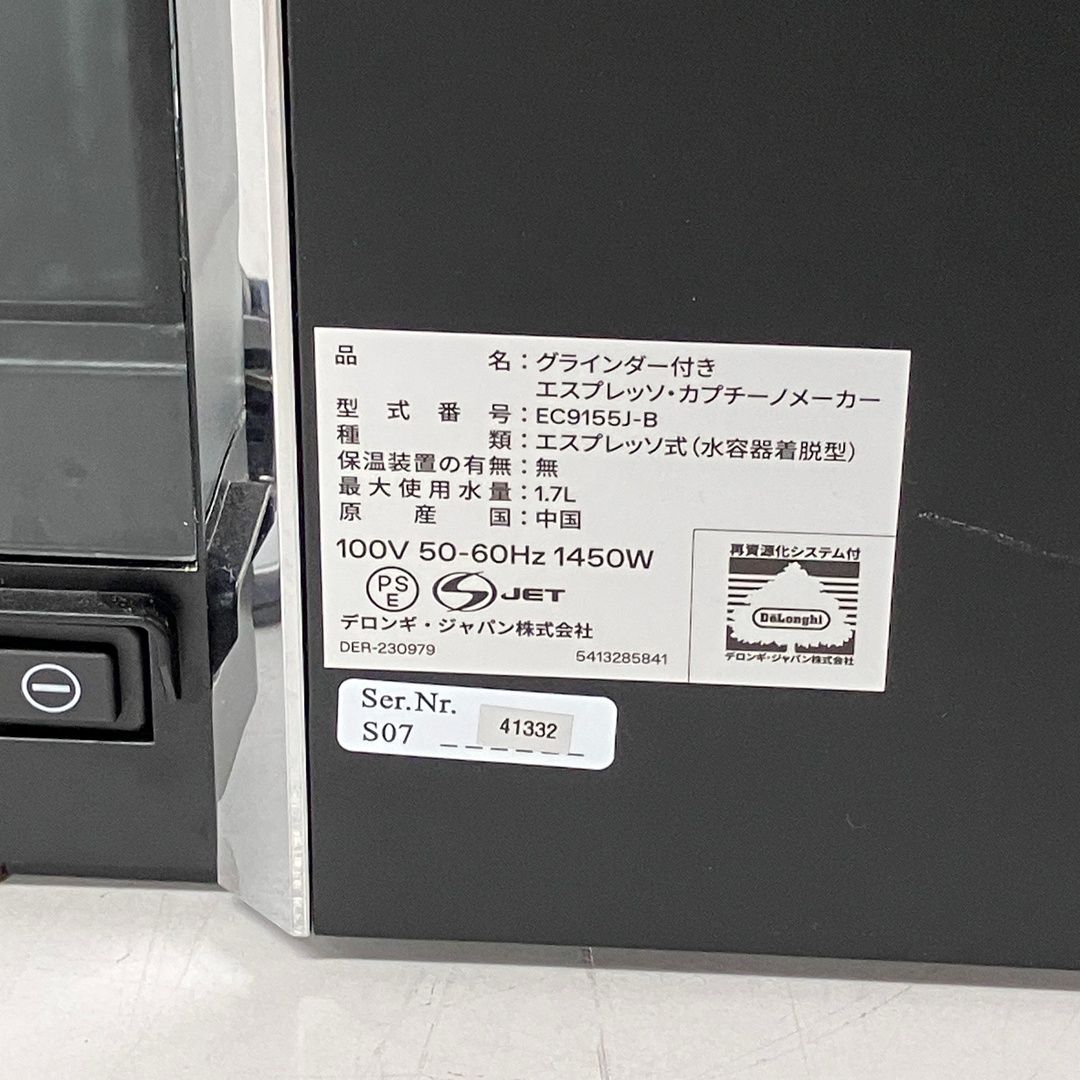 品名：グラインダー付き
エスプレッソ・カプチーノメーカー
型式番号：EC9155J-B
種類：エスプレッソ式（水容器着脱型）
保温装置の有無：無
最大使用水量：1.7L
原産国：中国
100V 50-60Hz 1450W
PSE JET
デロンギ・ジャパン株式会社
DER-230979 5413285841
再資源化システム付
DeLonghi
デロンギ・ジャパン株式会社
Ser.Nr.
S07 41332